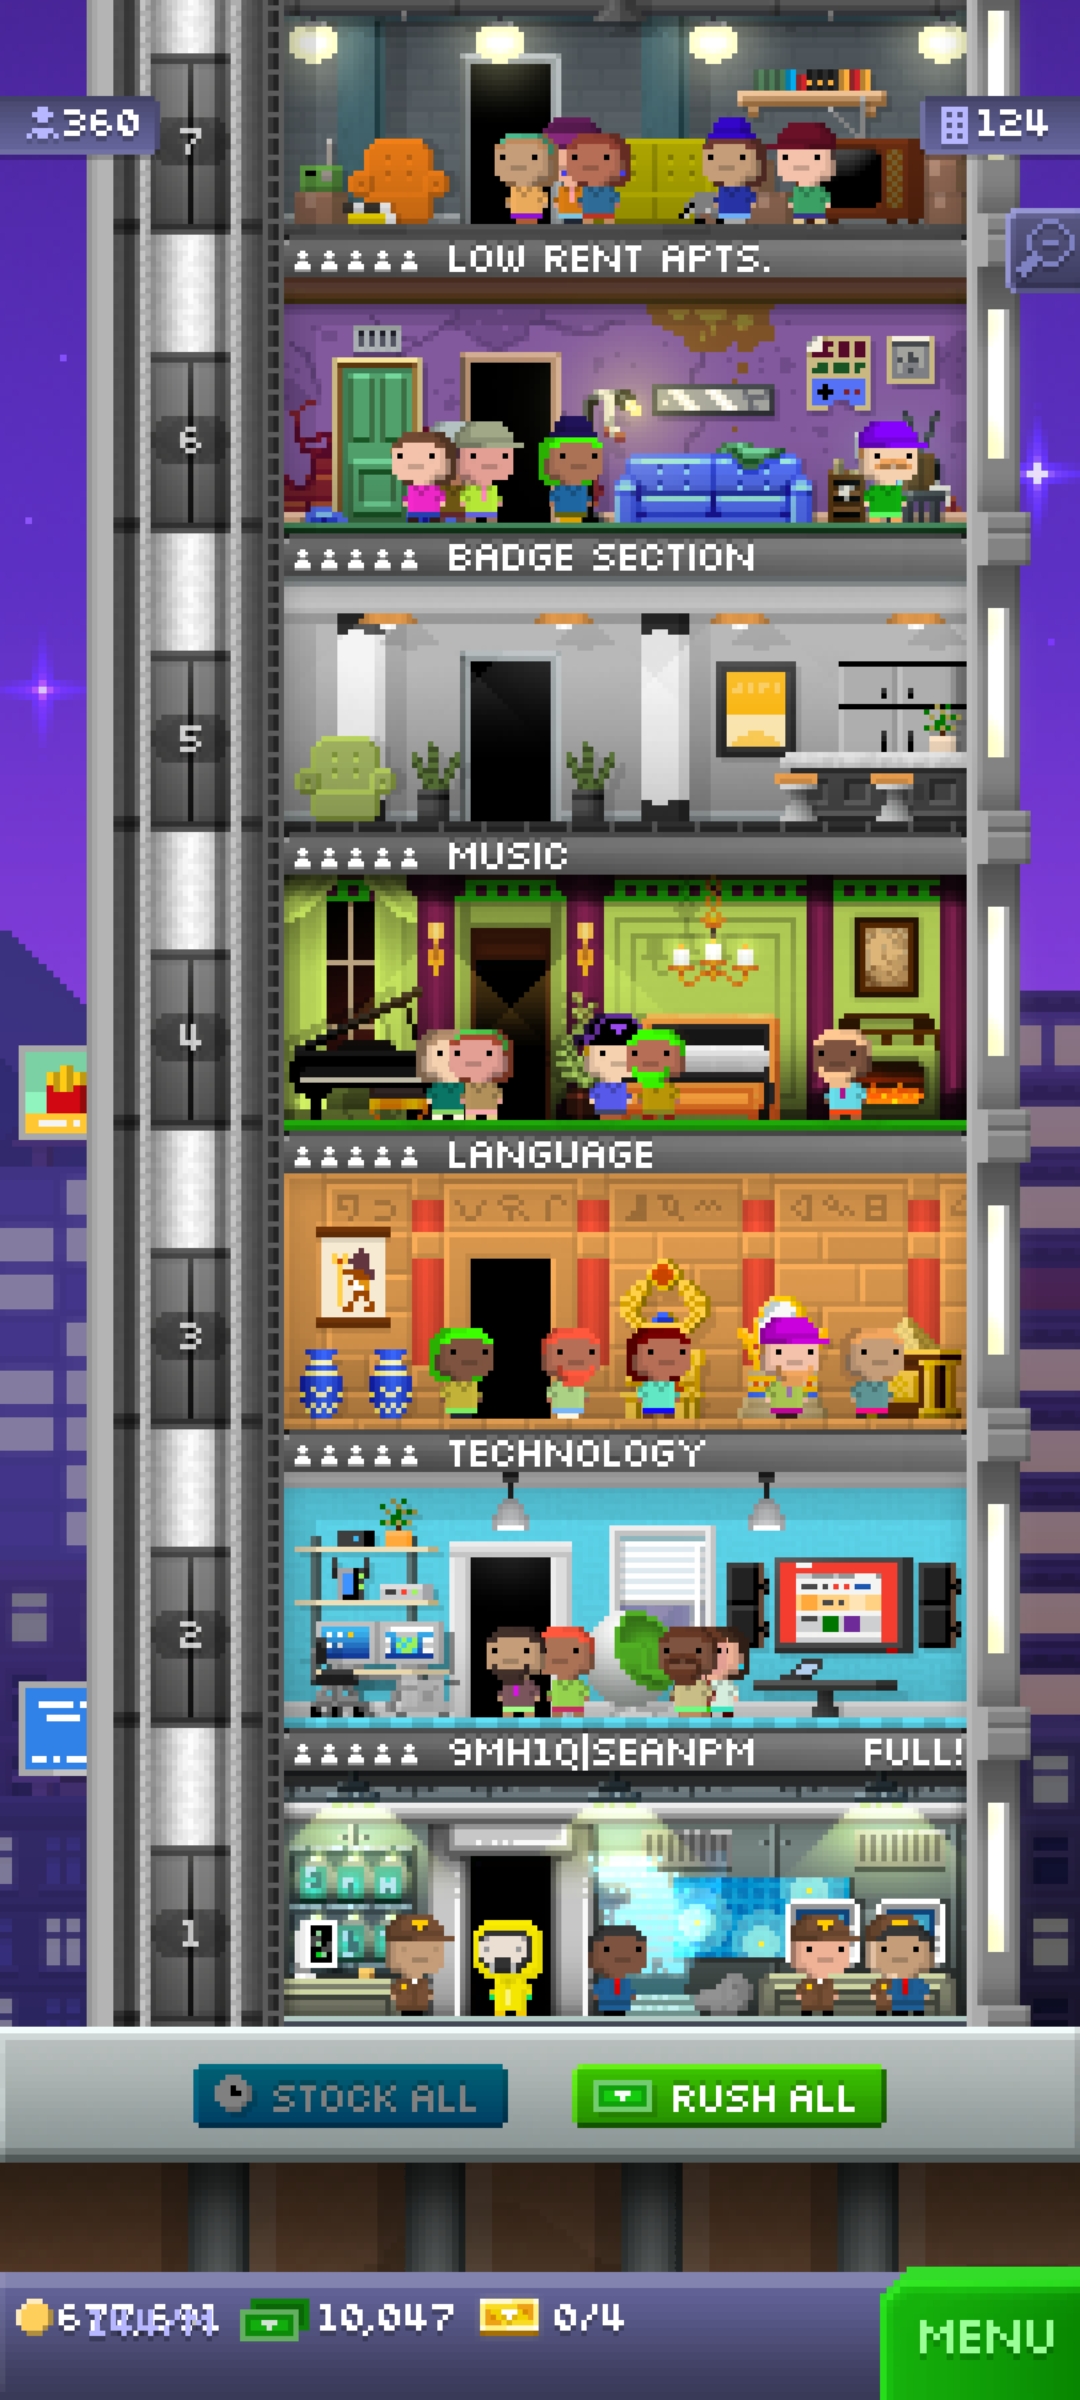 360
124
7
LOW RENT APTS.
6
BADGE SECTION
5
MUSIC
4
LANGUAGE
3
TECHNOLOGY
2
9MH1Q|SEANPM FULL!
1
STOCK ALL
RUSH ALL
10,047
0/4
MENU